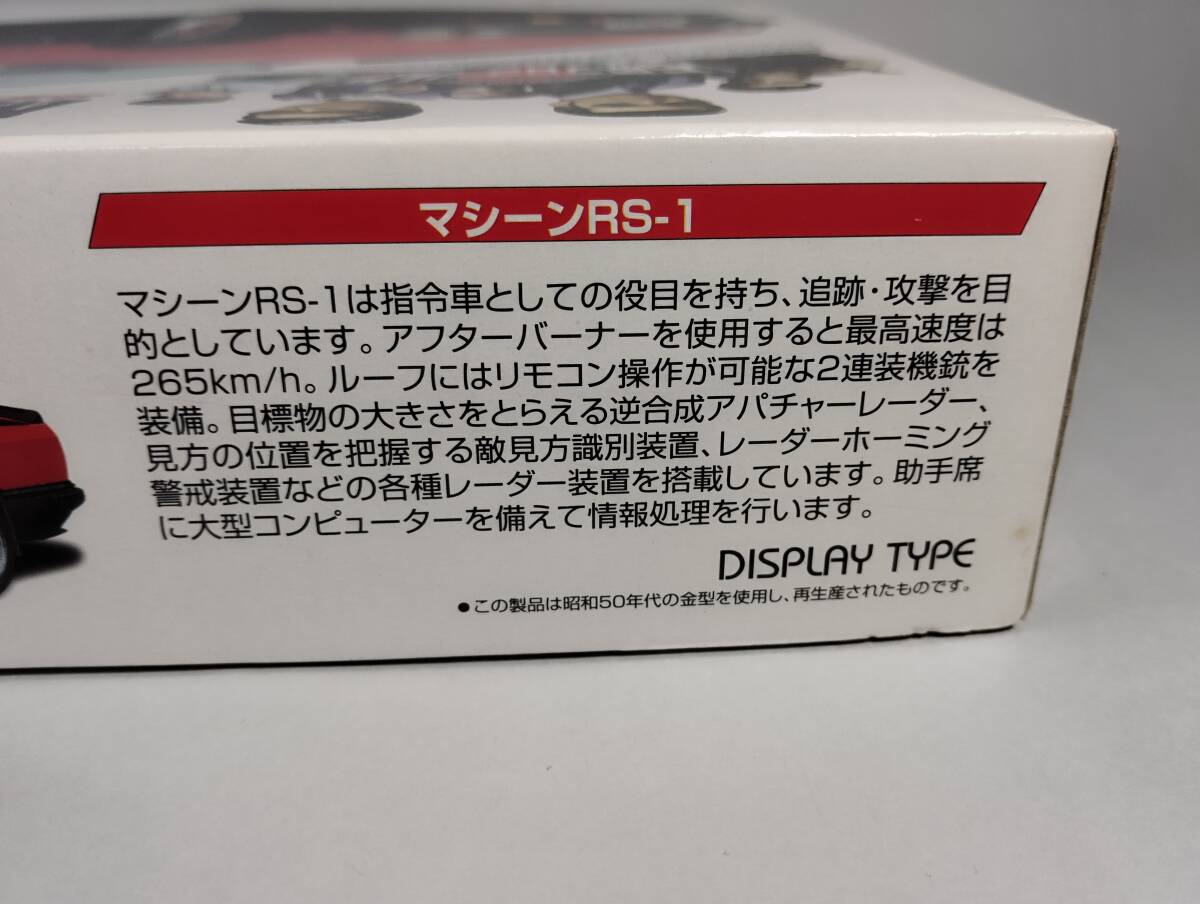 マシーンRS-1
マシーンRS-1は指令車としての役目を持ち、追跡・攻撃を目
的としています。アフターバーナーを使用すると最高速度は
265km/h。ルーフにはリモコン操作が可能な2連装機銃を
装備。目標物の大きさをとらえる逆合成アパチャーレーダー、
見方の位置を把握する敵見方識別装置、レーダーホーミング
警戒装置などの各種レーダー装置を搭載しています。助手席
に大型コンピューターを備えて情報処理を行います。
DISPLAY TYPE
●この製品は昭和50年代の金型を使用し、再生産されたものです。